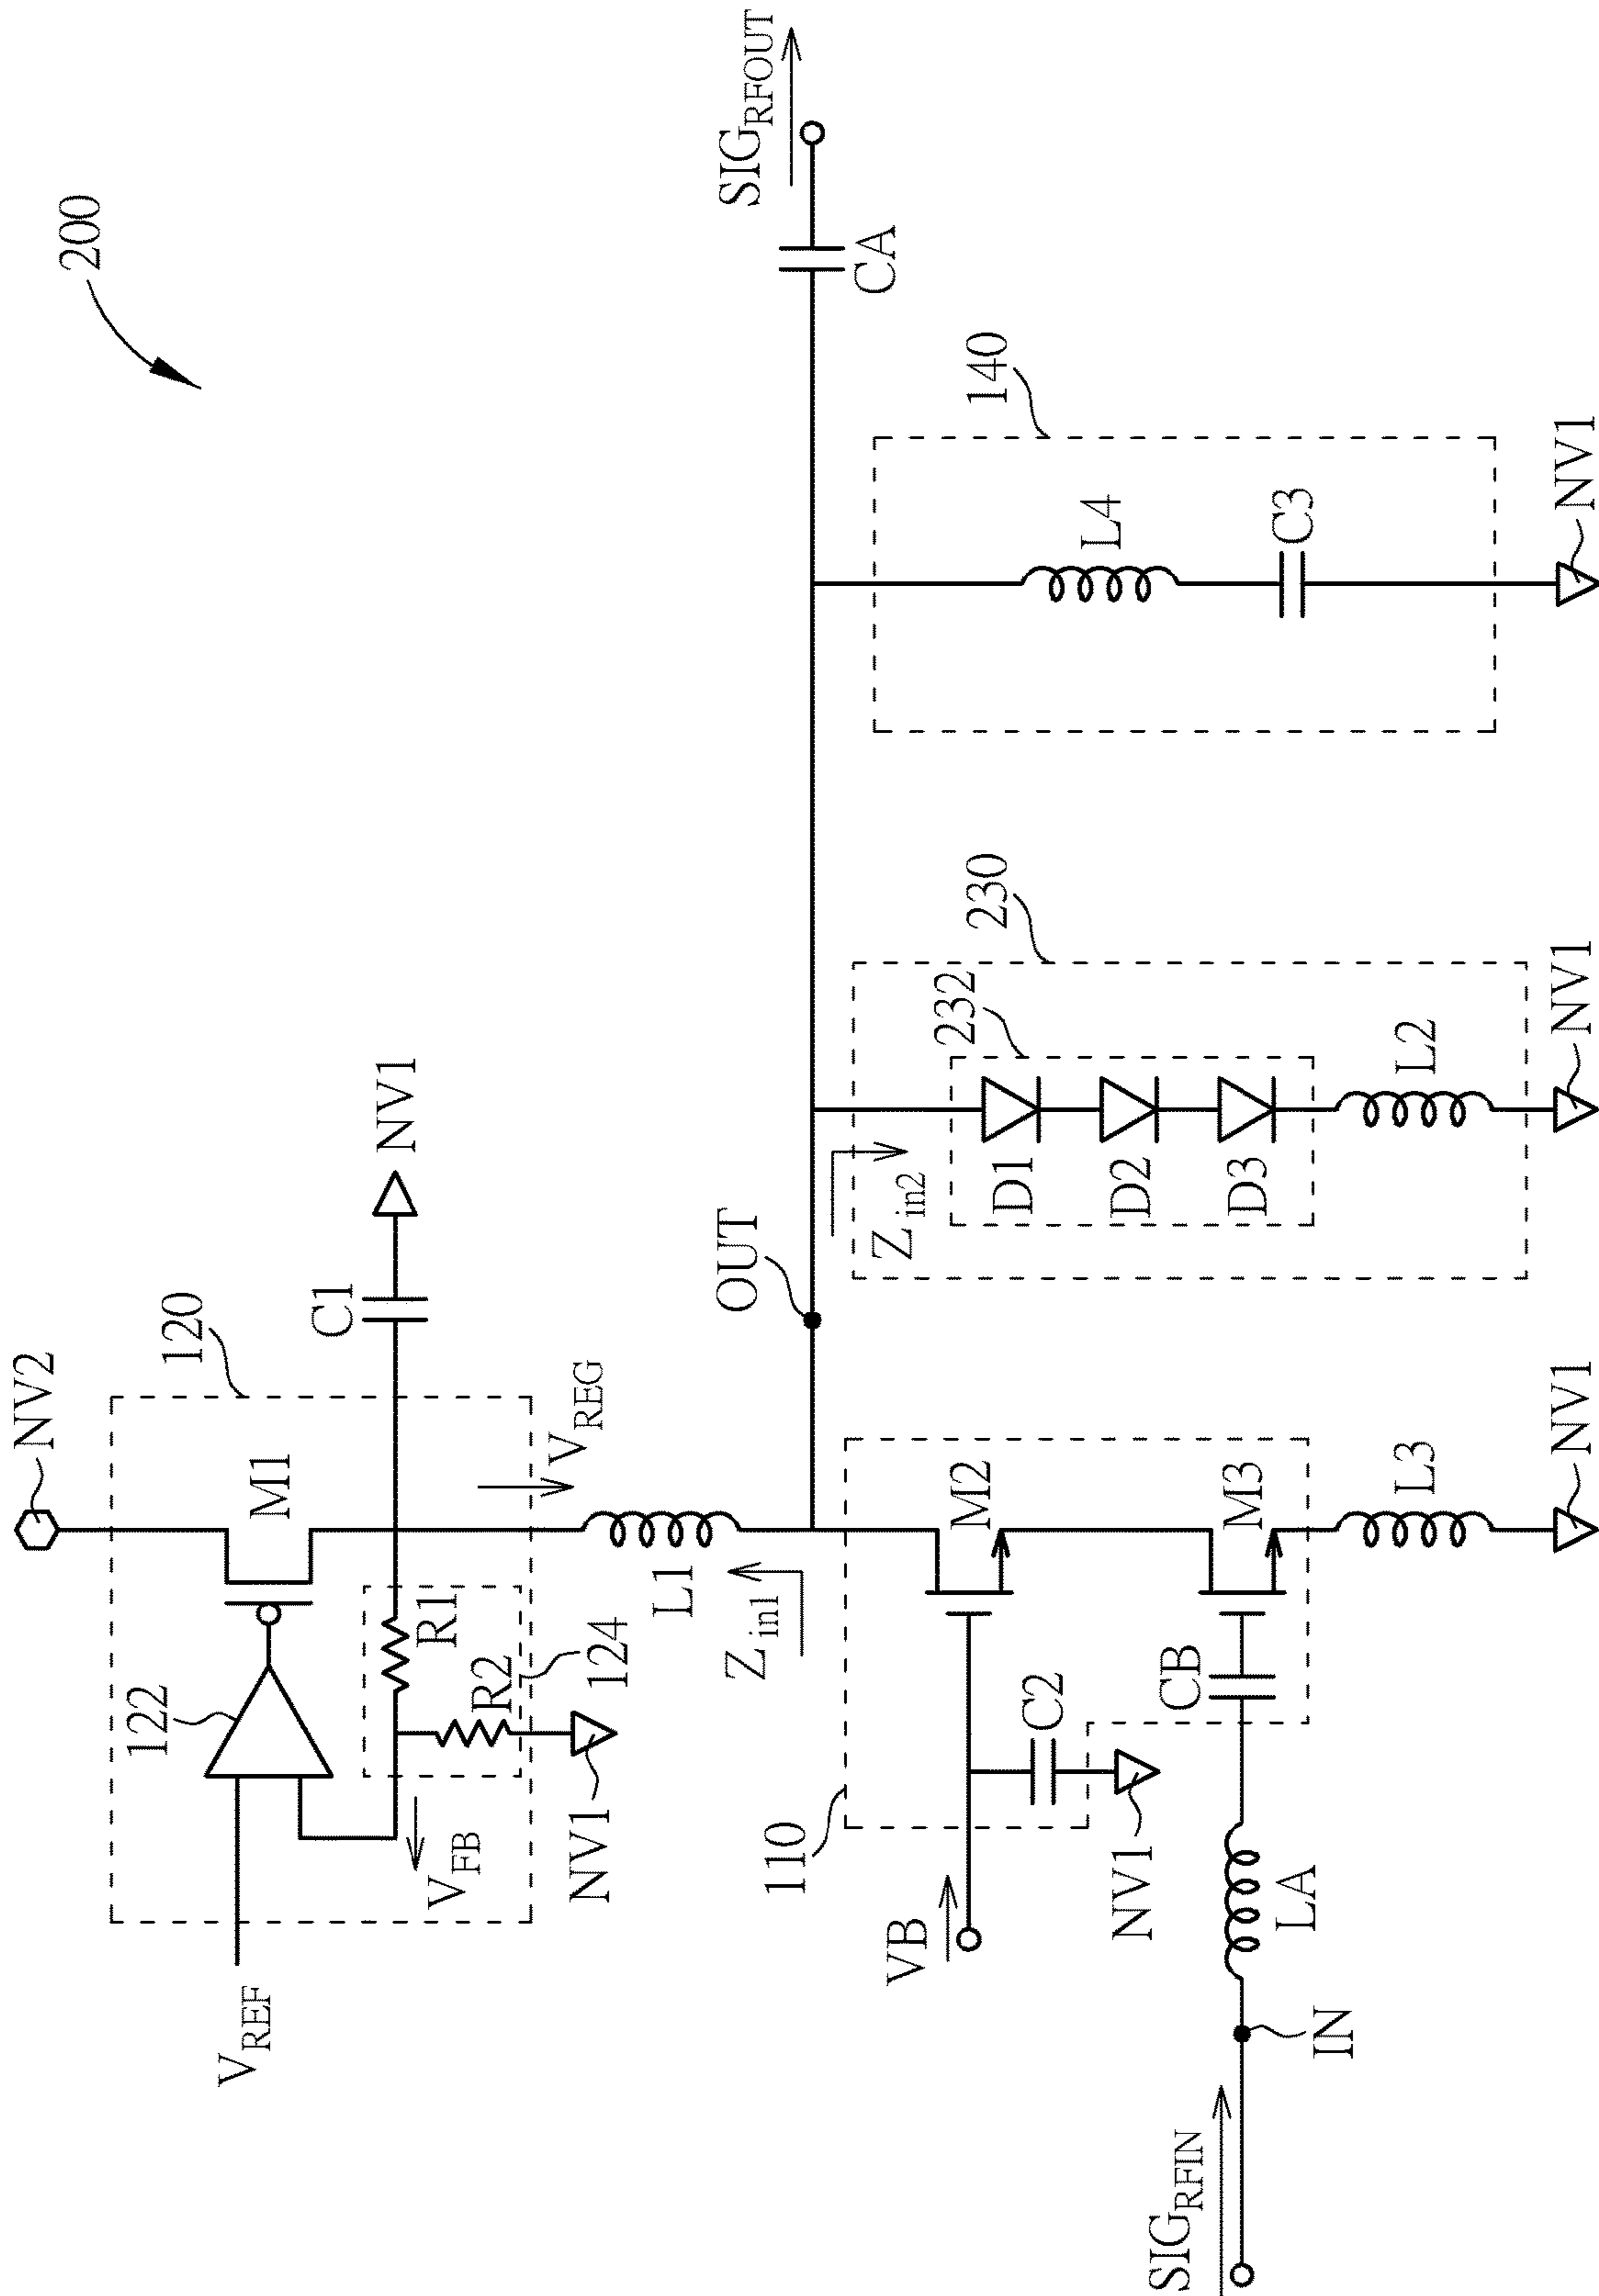 200
NV2
120
M1
C1
NV1
122
R1
R2
124
V_REF
V_FB
NV1
V_REG
L1
Z_in1
OUT
SIG_RFOUT
CA
110
VB
M2
C2
NV1
CB
M3
L3
NV1
SIG_RFIN
IN
LA
230
232
Z_in2
D1
D2
D3
L2
NV1
140
L4
C3
NV1